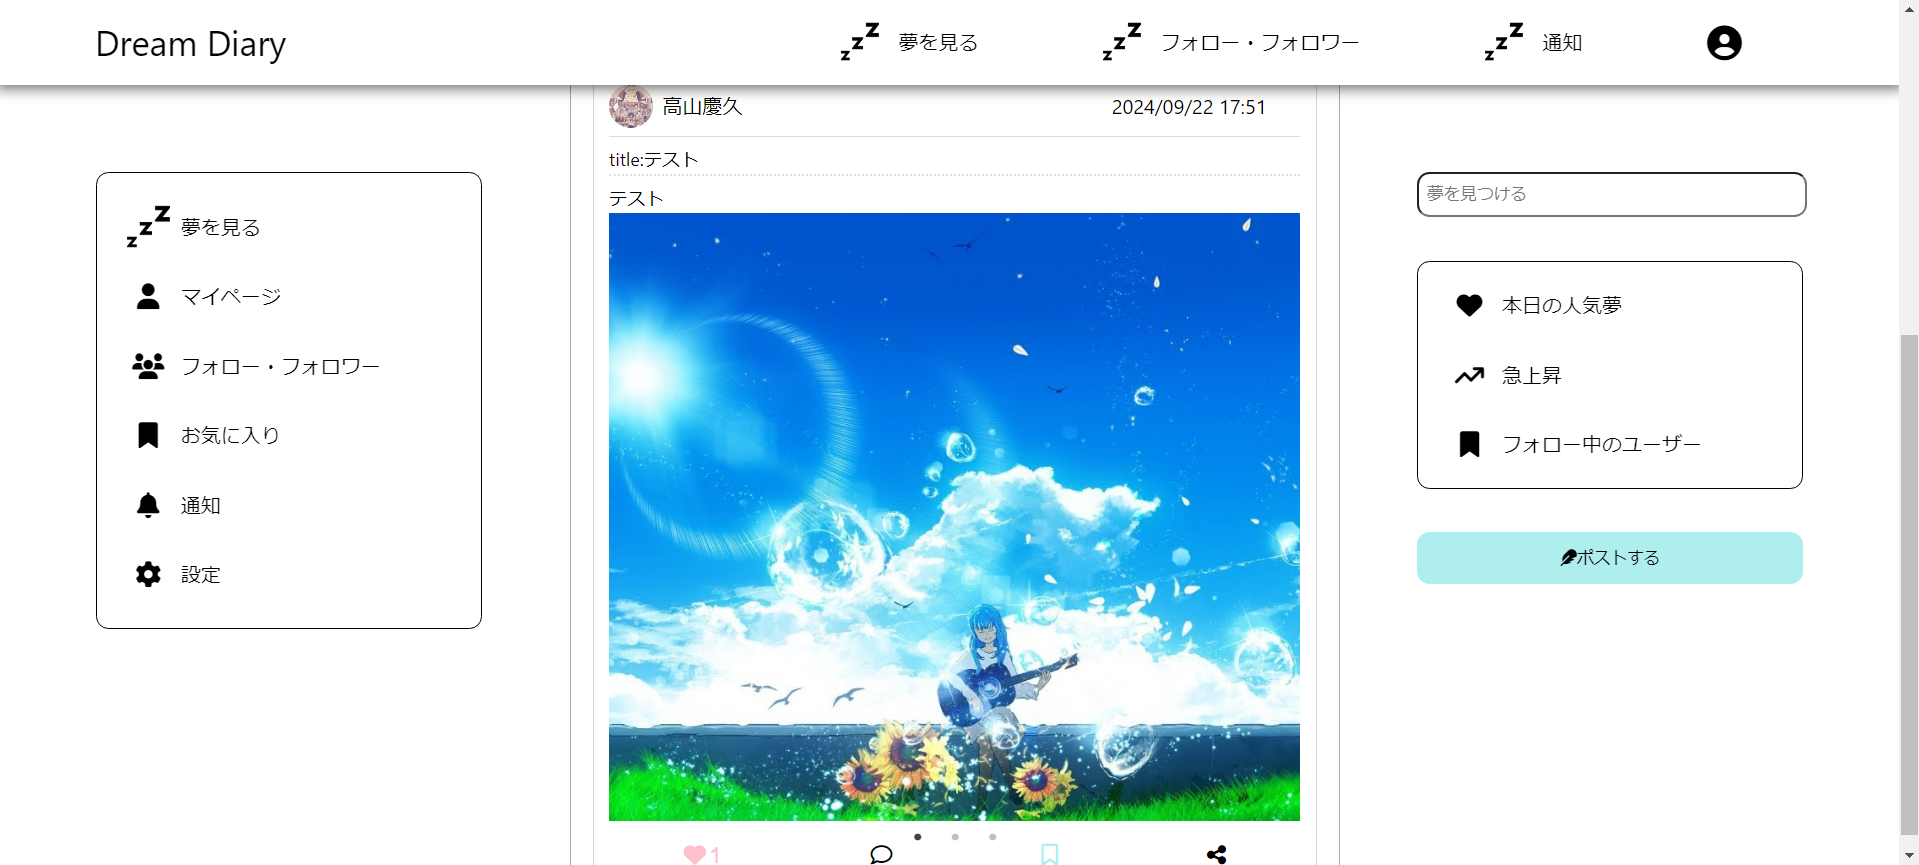 Dream Diary
夢を見る
フォロー・フォロワー
通知
高山慶久
2024/09/22 17:51
title:テスト
テスト
1
夢を見る
マイページ
フォロー・フォロワー
お気に入り
通知
設定
夢を見つける
本日の人気夢
急上昇
フォロー中のユーザー
ポストする